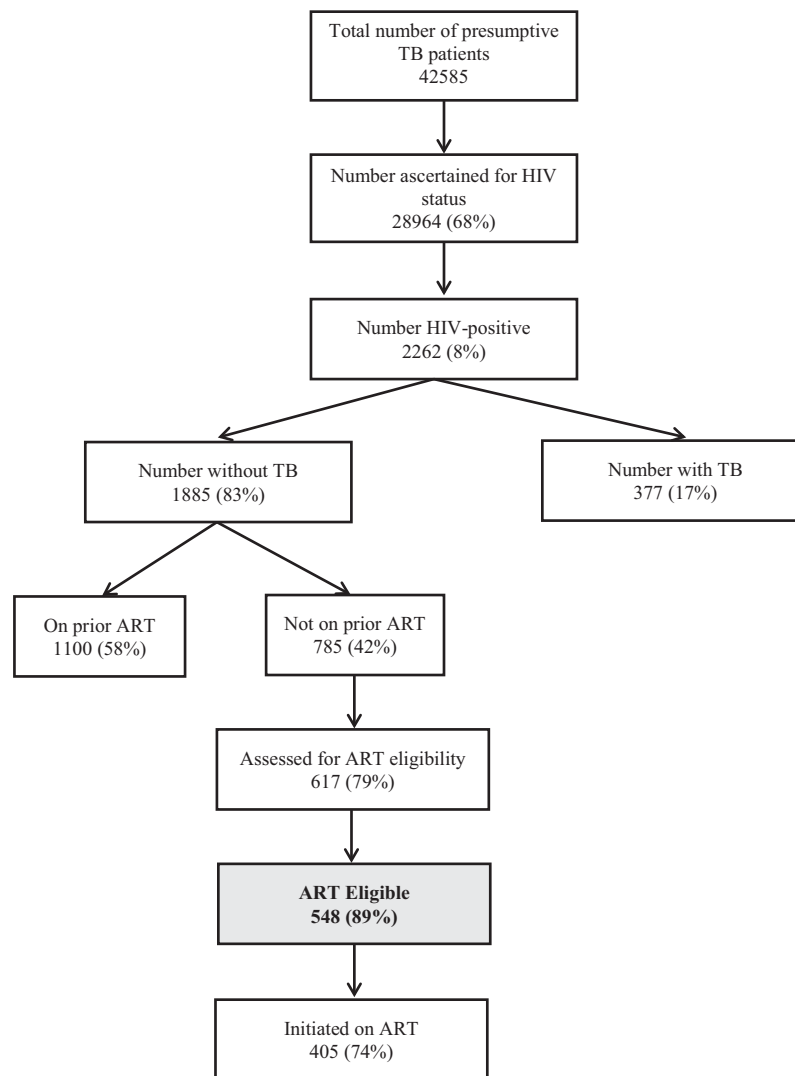 Total number of presumptive
TB patients
42585
Number ascertained for HIV
status
28964 (68%)
Number HIV-positive
2262 (8%)
Number without TB
1885 (83%)
Number with TB
377 (17%)
On prior ART
1100 (58%)
Not on prior ART
785 (42%)
Assessed for ART eligibility
617 (79%)
ART Eligible
548 (89%)
Initiated on ART
405 (74%)